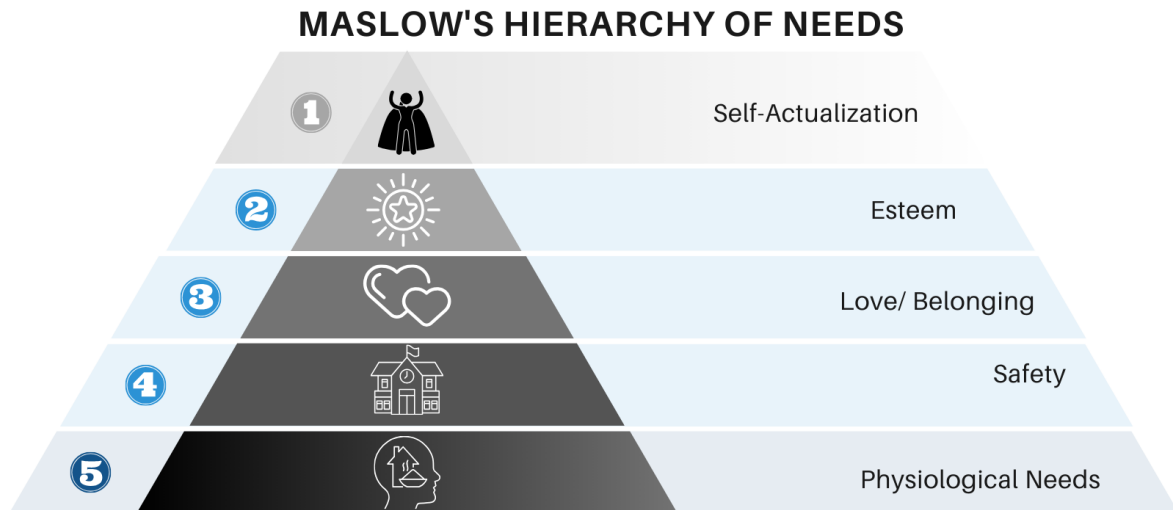 MASLOW'S HIERARCHY OF NEEDS
1
Self-Actualization
2
Esteem
3
Love/ Belonging
4
Safety
5
Physiological Needs